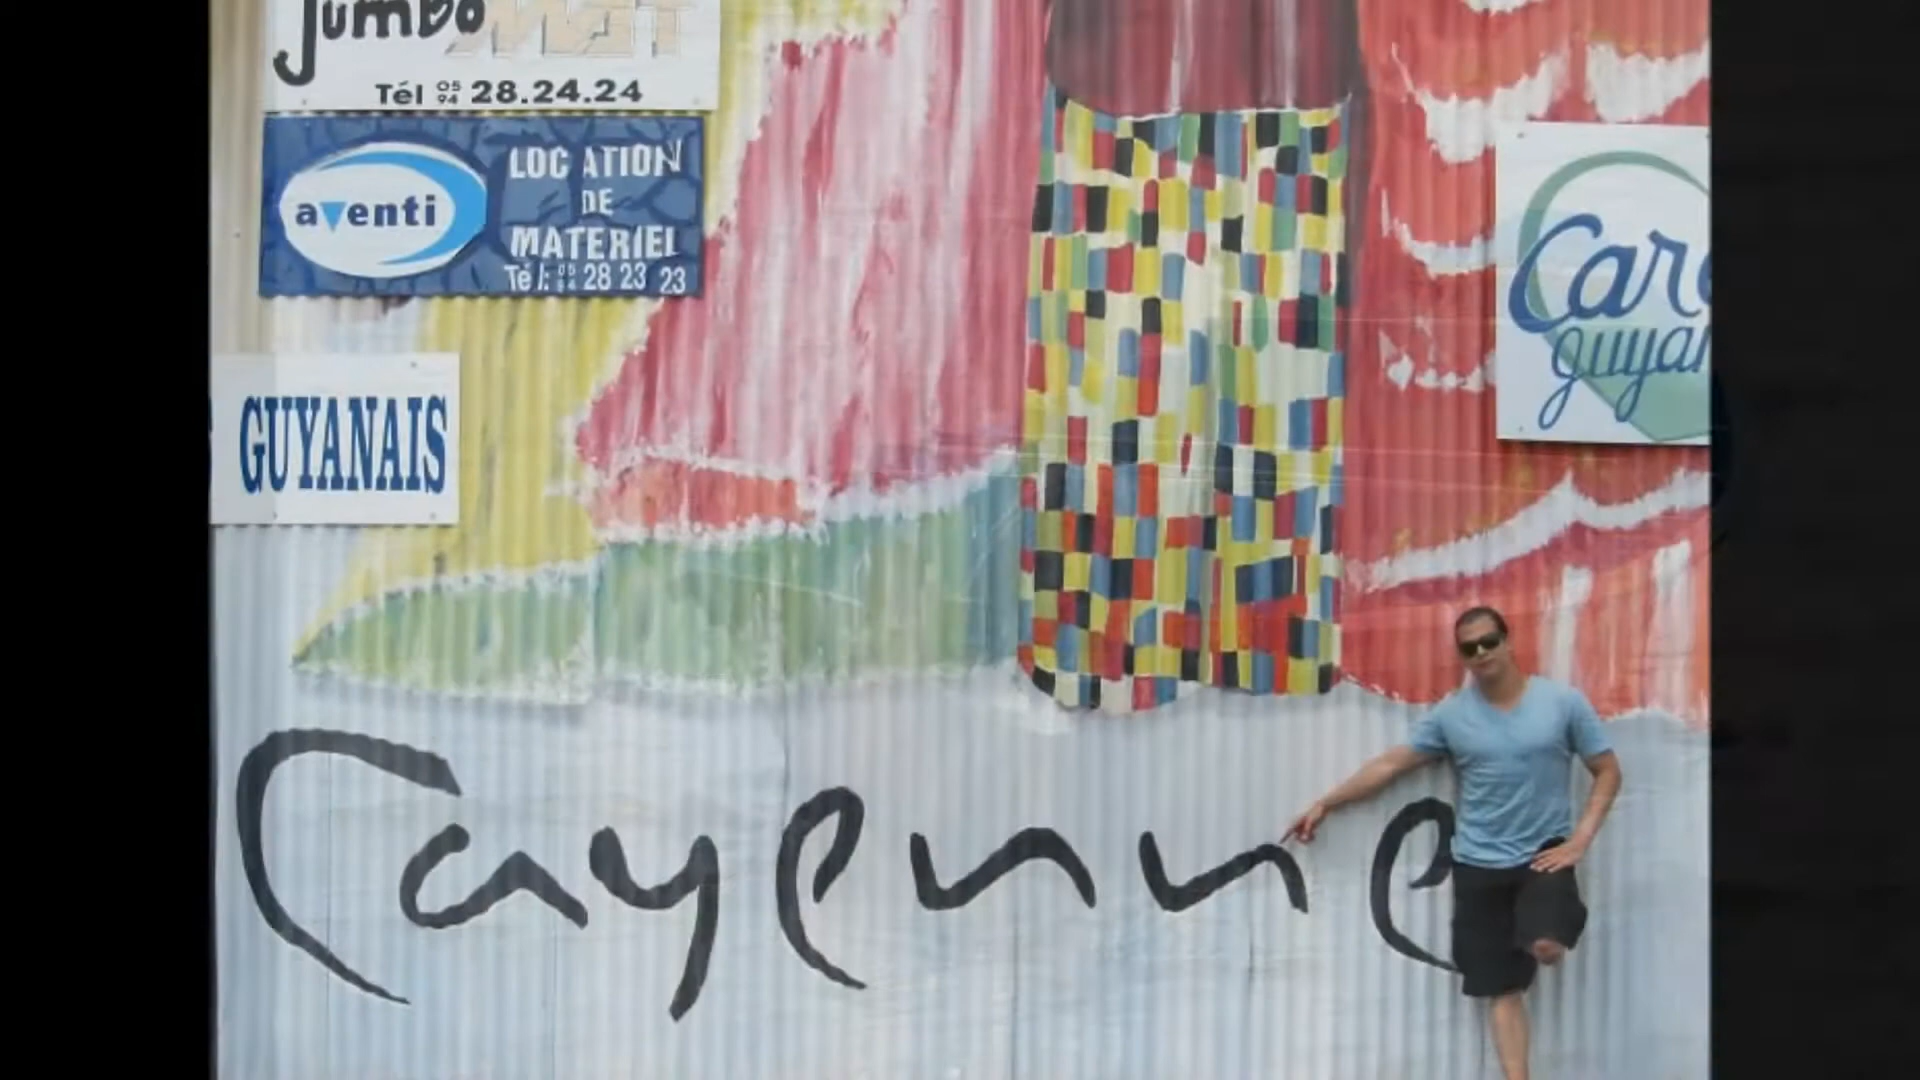 Jumbo
Tél 05 94 28.24.24
aventi
LOCATION
DE
MATERIEL
Tél: 05 94 28 23 23
GUYANAIS
Care
guyan
Cayenne